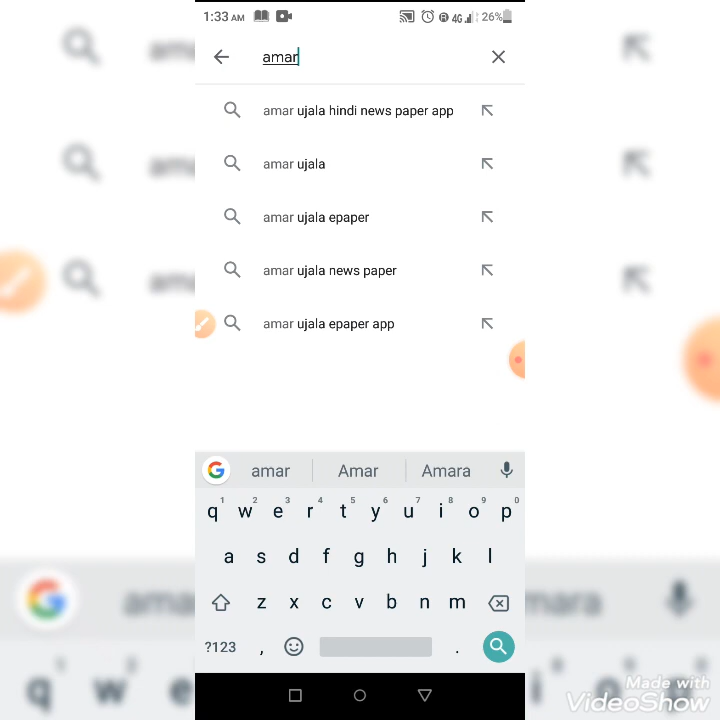 1:33 AM R 4G 26%
amar
amar ujala hindi news paper app
amar ujala
amar ujala epaper
amar ujala news paper
amar ujala epaper app
G amar Amar Amara
1 2 3 4 5 6 7 8 9 0
q w e r t y u i o p
a s d f g h j k l
z x c v b n m
?123 , .
Made with
VideoShow